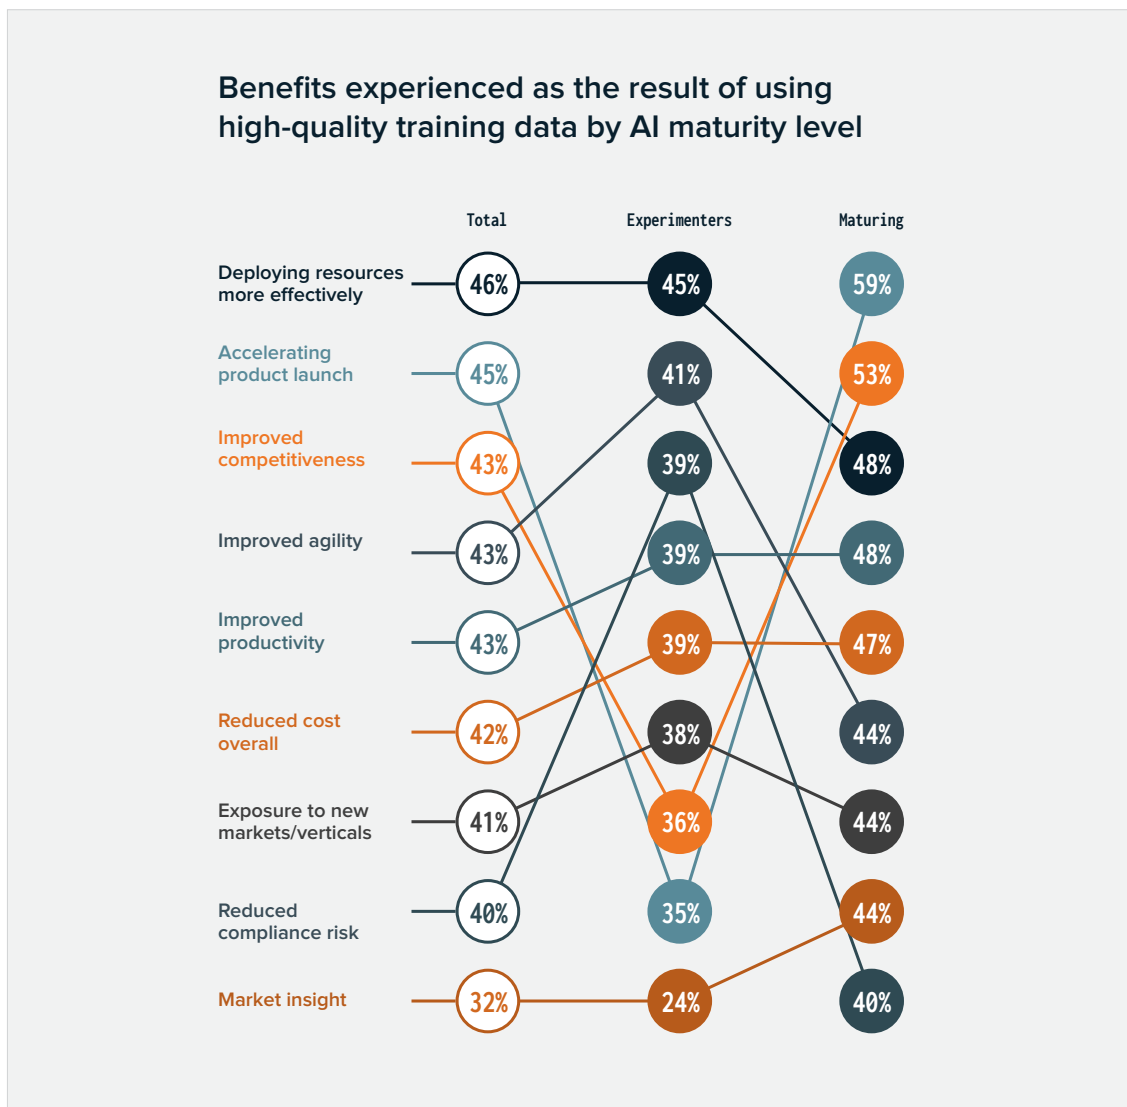 Benefits experienced as the result of using
high-quality training data by AI maturity level
Total Experimenters Maturing
Deploying resources
more effectively
46% 45% 59%
Accelerating
product launch
45% 41% 53%
Improved
competitiveness
43% 39% 48%
Improved agility
43% 39% 48%
Improved
productivity
43% 39% 47%
Reduced cost
overall
42% 38% 44%
Exposure to new
markets/verticals
41% 36% 44%
Reduced
compliance risk
40% 35% 44%
Market insight
32% 24% 40%